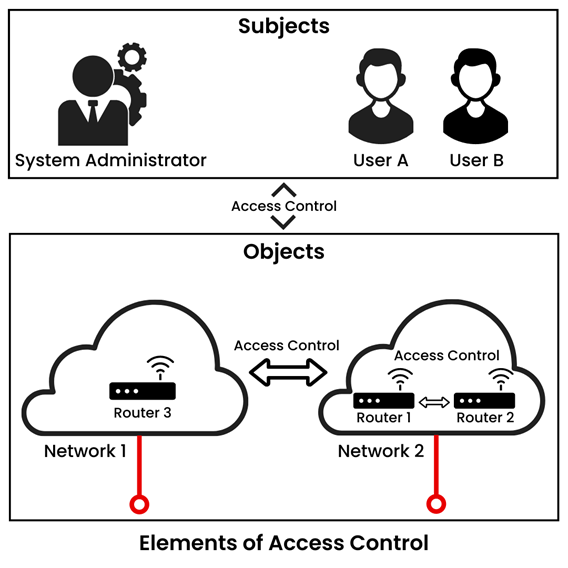 Subjects
System Administrator
User A
User B
Access Control
Objects
Access Control
Access Control
Router 3
Router 1
Router 2
Network 1
Network 2
Elements of Access Control